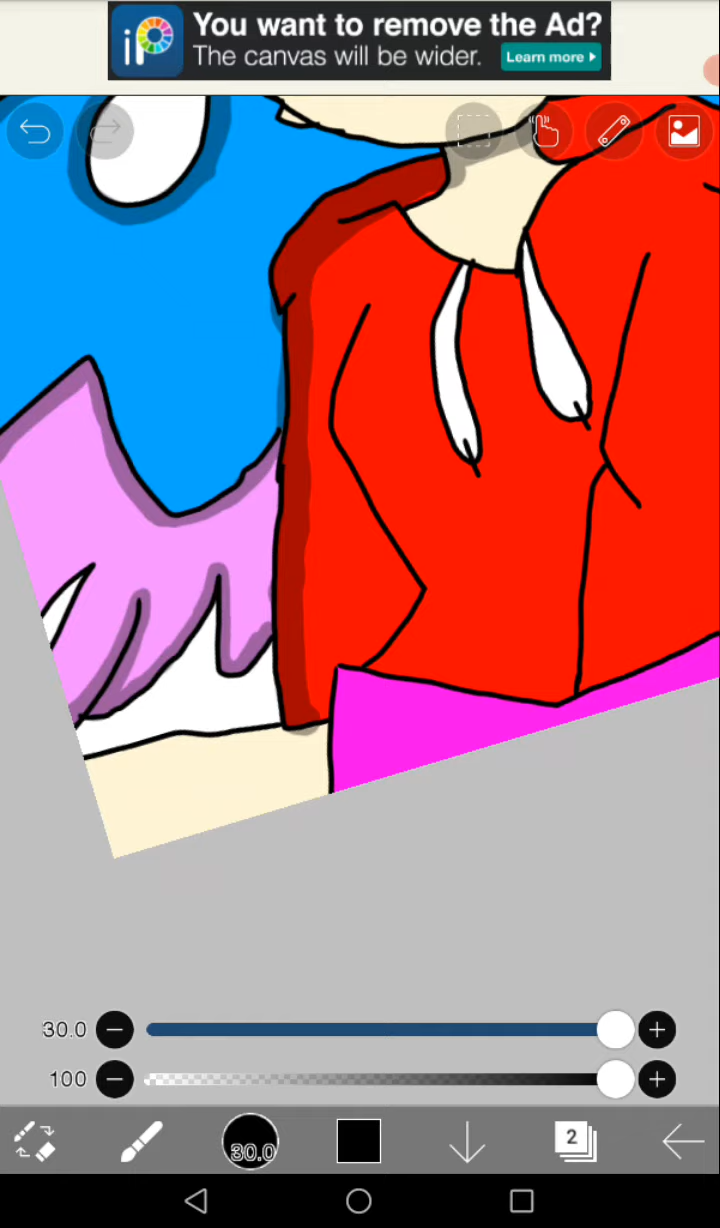 iP
You want to remove the Ad?
The canvas will be wider.
Learn more
30.0
100
30.0
2